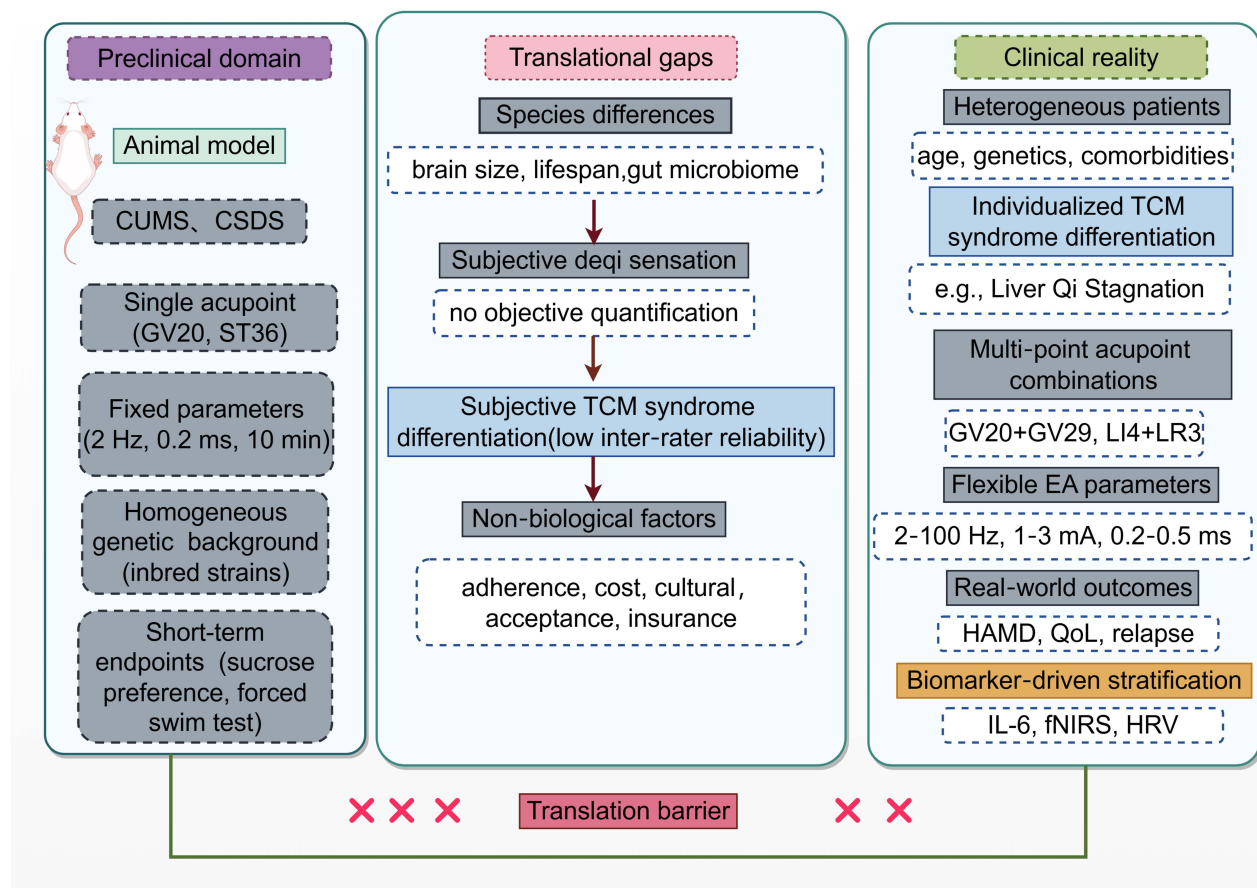 Preclinical domain
Animal model
CUMS、CSDS
Single acupoint
(GV20, ST36)
Fixed parameters
(2 Hz, 0.2 ms, 10 min)
Homogeneous
genetic background
(inbred strains)
Short-term
endpoints (sucrose
preference, forced
swim test)
Translational gaps
Species differences
brain size, lifespan,gut microbiome
Subjective deqi sensation
no objective quantification
Subjective TCM syndrome
differentiation(low inter-rater reliability)
Non-biological factors
adherence, cost, cultural,
acceptance, insurance
Clinical reality
Heterogeneous patients
age, genetics, comorbidities
Individualized TCM
syndrome differentiation
e.g., Liver Qi Stagnation
Multi-point acupoint
combinations
GV20+GV29, LI4+LR3
Flexible EA parameters
2-100 Hz, 1-3 mA, 0.2-0.5 ms
Real-world outcomes
HAMD, QoL, relapse
Biomarker-driven stratification
IL-6, fNIRS, HRV
Translation barrier